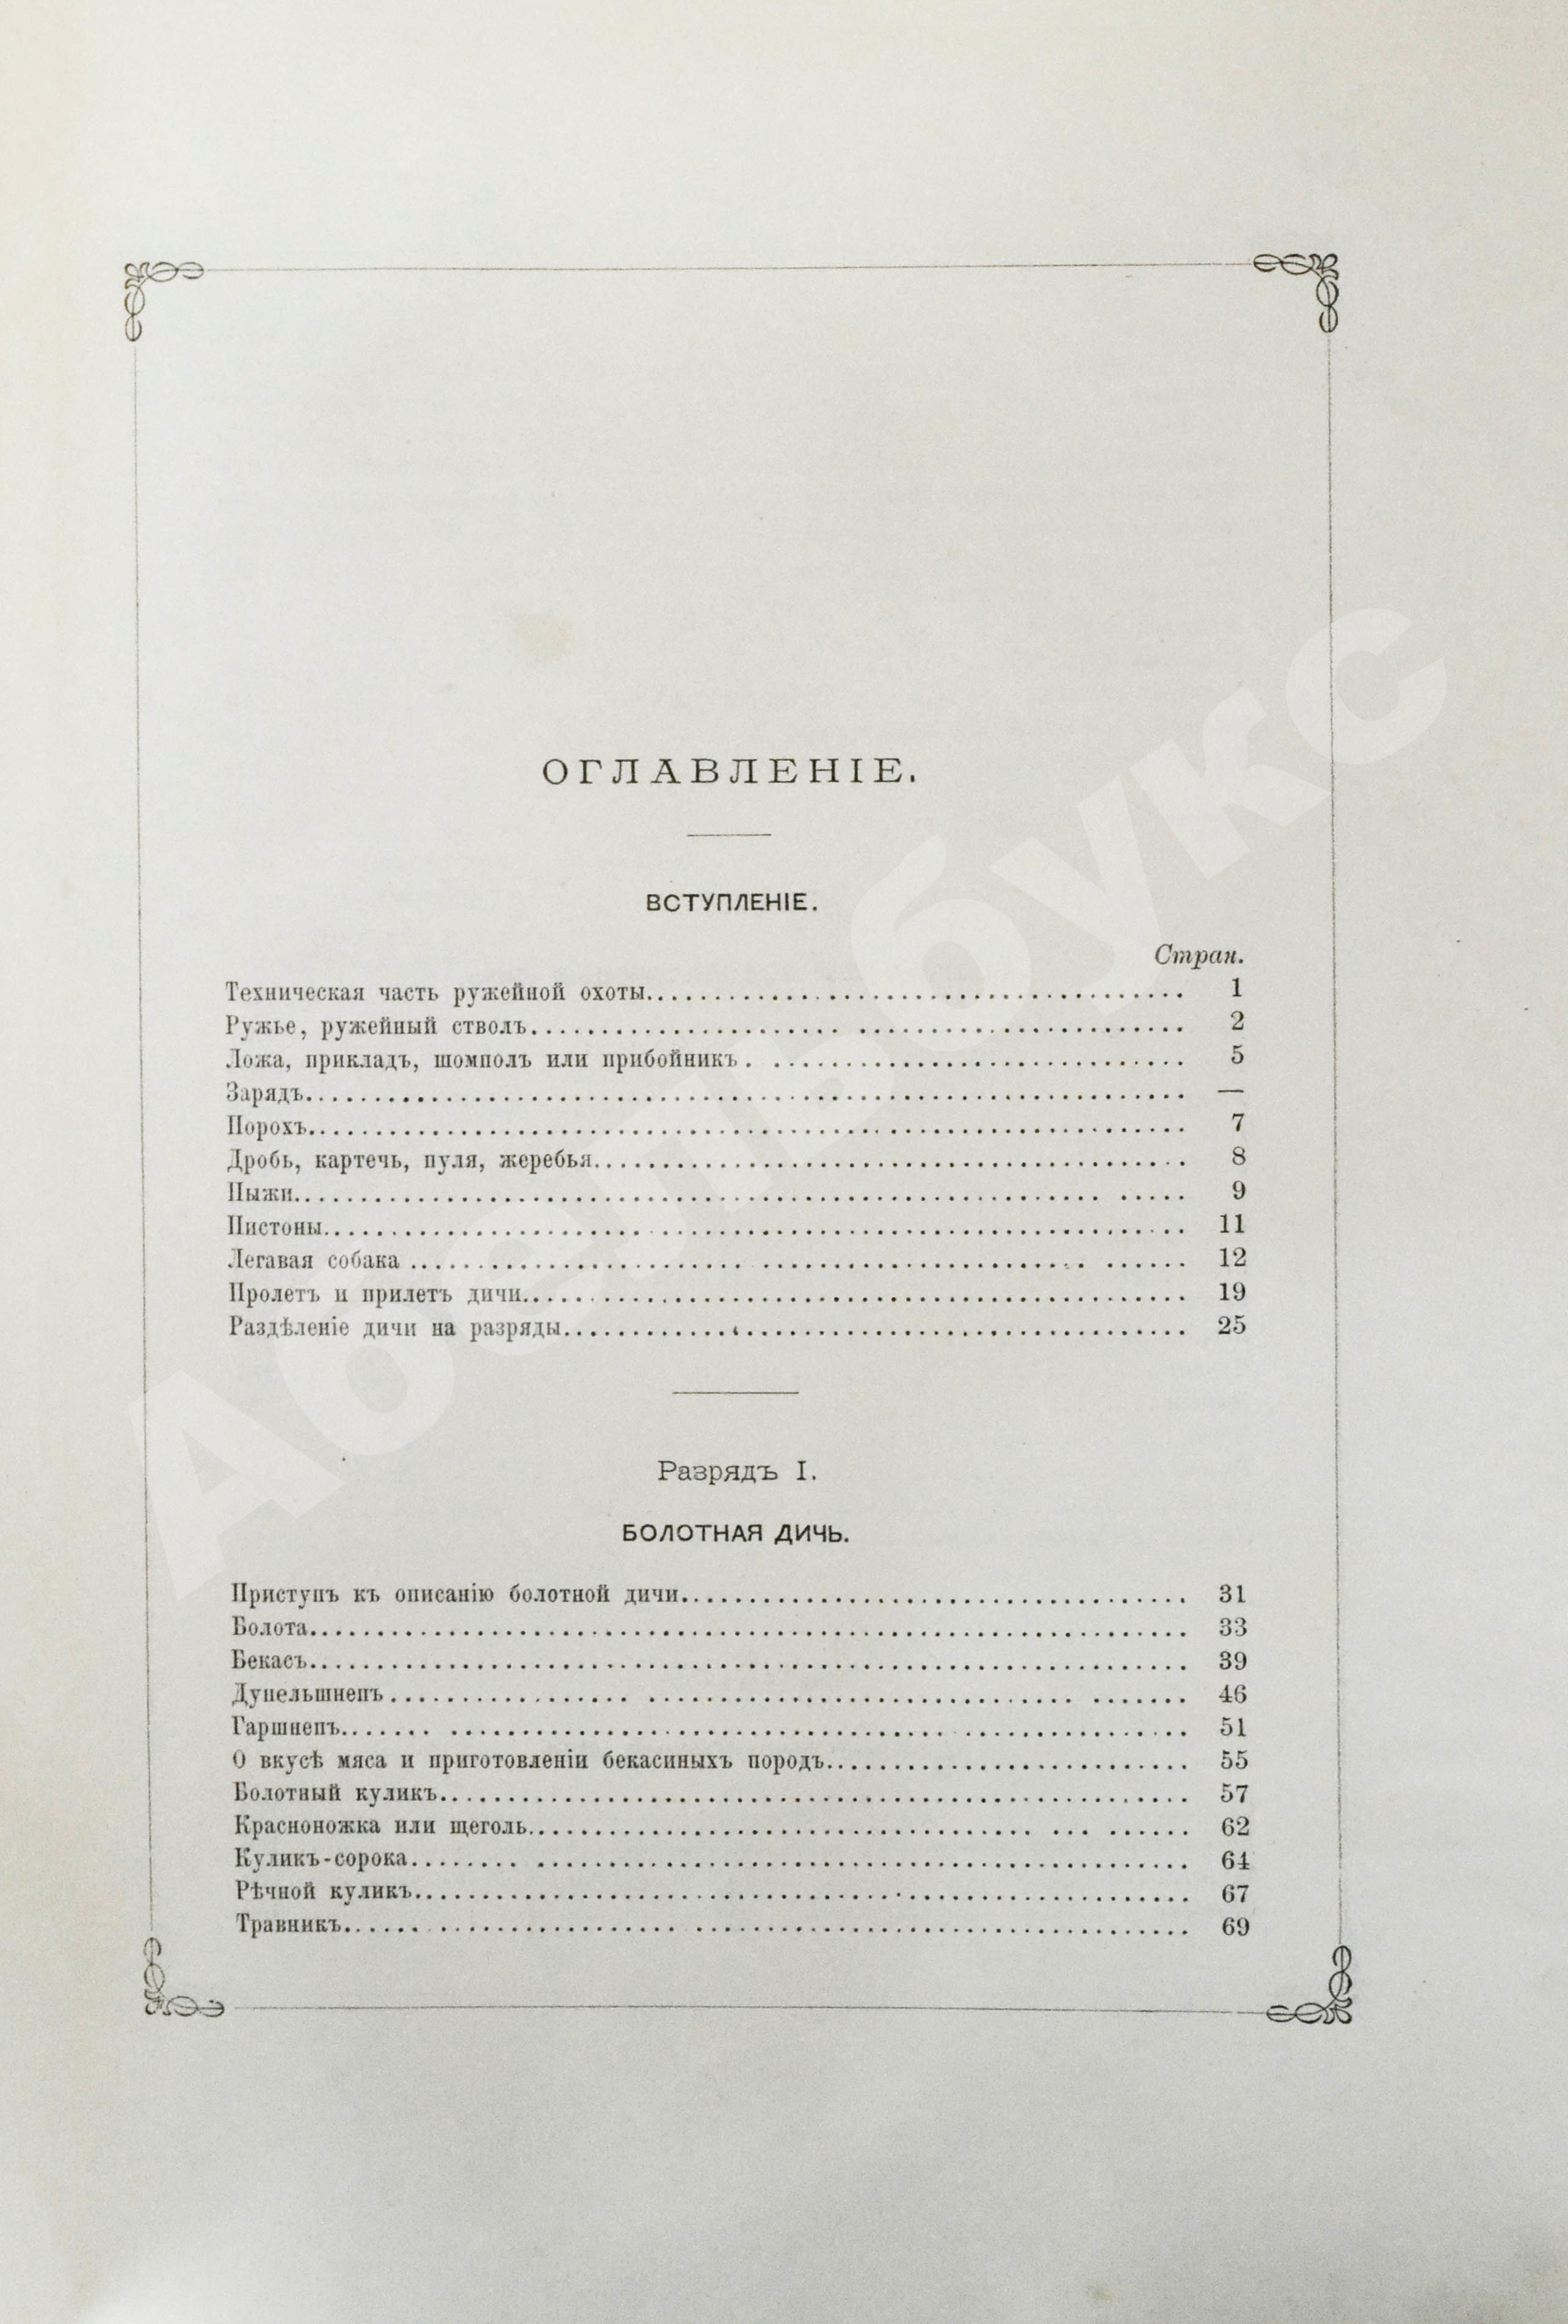 ОГЛАВЛЕНІЕ.
ВСТУПЛЕНІЕ.
Стран.
Техническая часть ружейной охоты........................................ 1
Ружье, ружейный стволъ........................................ 2
Ложа, прикладъ, шомполъ или прибойникъ........................................ 5
Зарядъ........................................ —
Порохъ........................................ 7
Дробь, картечь, пуля, жеребья........................................ 8
Пыжи........................................ 9
Пистоны........................................ 11
Легавая собака........................................ 12
Пролетъ и прилетъ дичи........................................ 19
Раздѣленіе дичи на разряды........................................ 25
Разрядъ I.
БОЛОТНАЯ ДИЧЬ.
Приступъ къ описанію болотной дичи........................................ 31
Болота........................................ 33
Бекасъ........................................ 39
Дупельшнепъ........................................ 46
Гаршнепъ........................................ 51
О вкусѣ мяса и приготовленіи бекасиныхъ породъ........................................ 55
Болотный куликъ........................................ 57
Красноножка или щеголь........................................ 62
Куликъ-сорока........................................ 64
Рѣчной куликъ........................................ 67
Травникъ........................................ 69